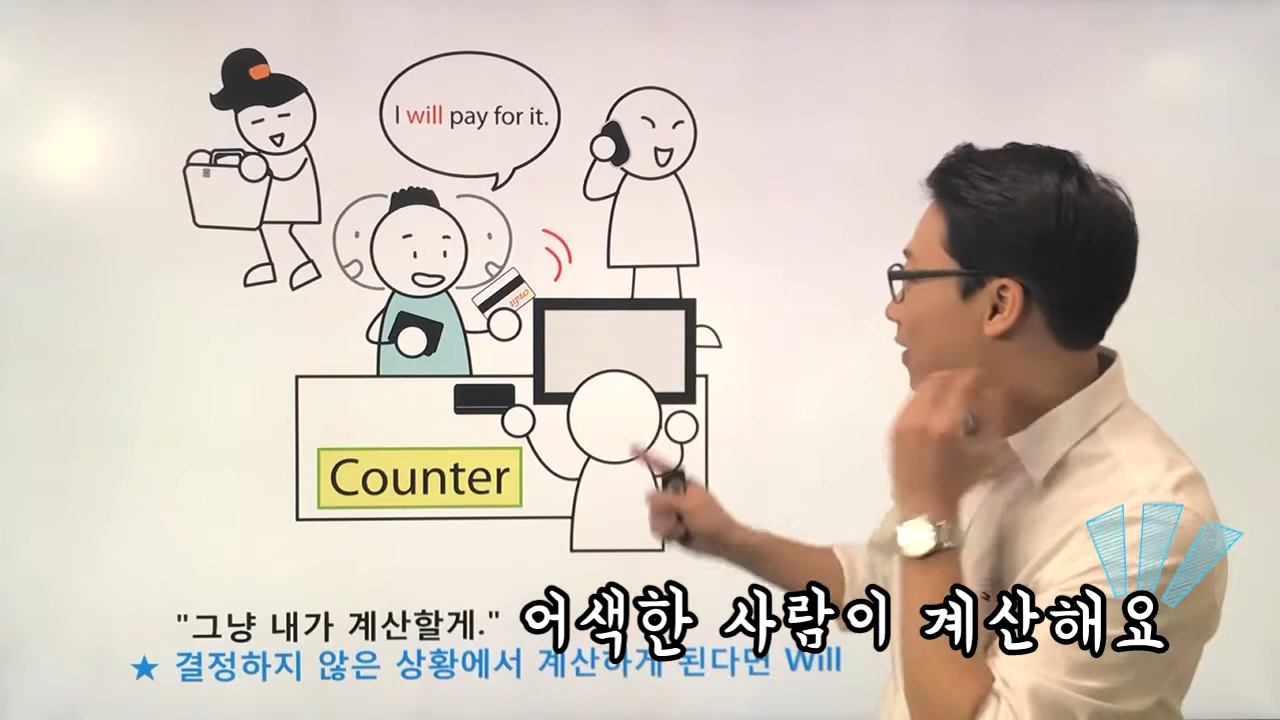 I will pay for it.
credit
Counter
"그냥 내가 계산할게."
어색한 사람이 계산해요
★ 결정하지 않은 상황에서 계산하게 된다면 Will